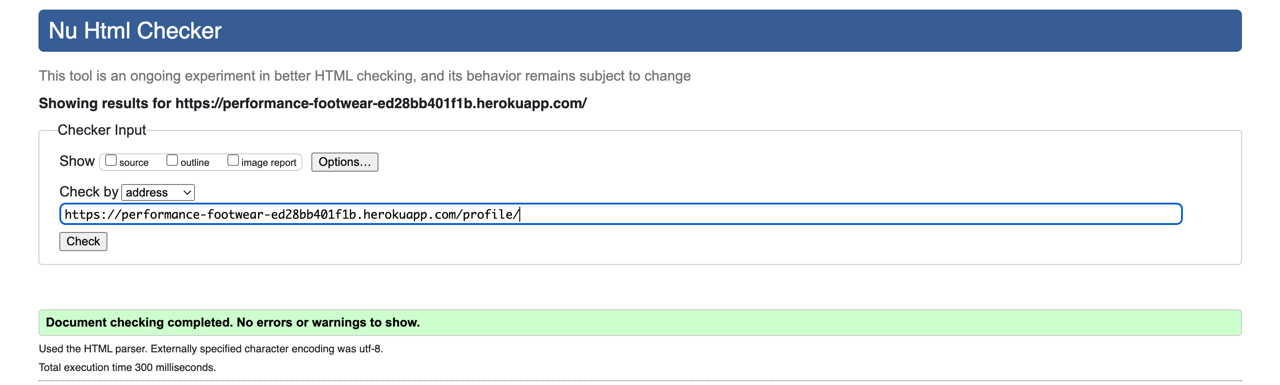 Nu Html Checker
This tool is an ongoing experiment in better HTML checking, and its behavior remains subject to change
Showing results for https://performance-footwear-ed28bb401f1b.herokuapp.com/
Checker Input
Show source outline image report Options...
Check by address
https://performance-footwear-ed28bb401f1b.herokuapp.com/profile/
Check
Document checking completed. No errors or warnings to show.
Used the HTML parser. Externally specified character encoding was utf-8.
Total execution time 300 milliseconds.